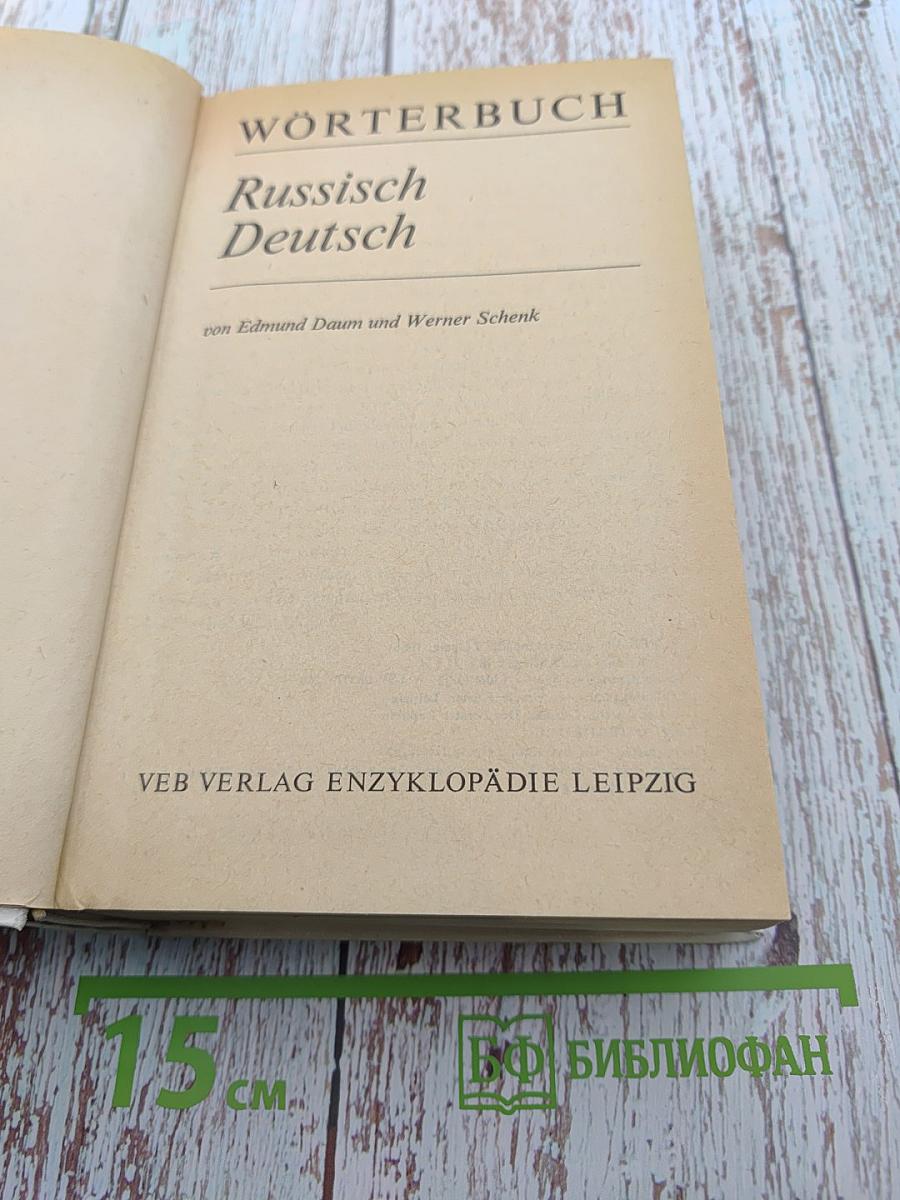 WÖRTERBUCH
Russisch
Deutsch
von Edmund Daum und Werner Schenk
VEB VERLAG ENZYKLOPÄDIE LEIPZIG
15 см
БФ БИБЛИОФАН